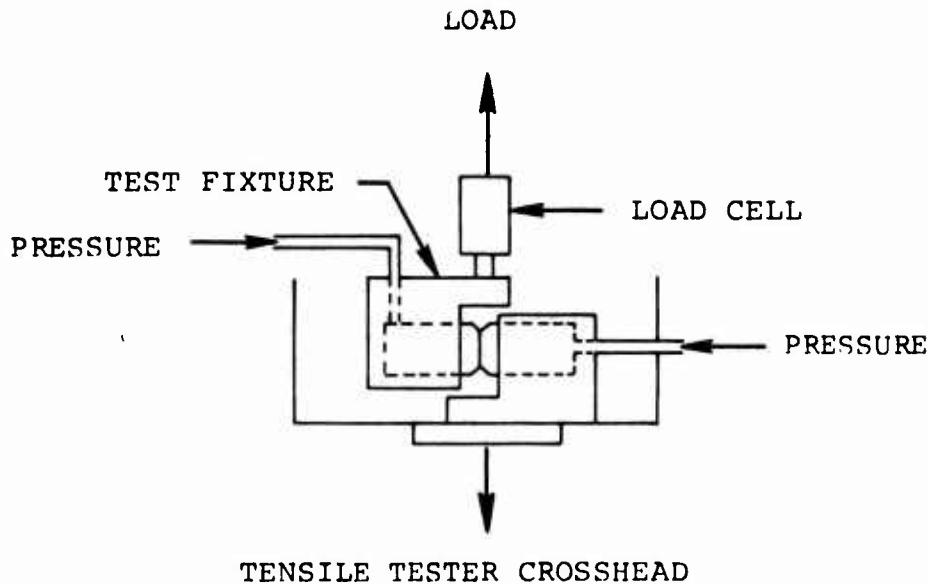 LOAD
TEST FIXTURE
LOAD CELL
PRESSURE
PRESSURE
TENSILE TESTER CROSSHEAD